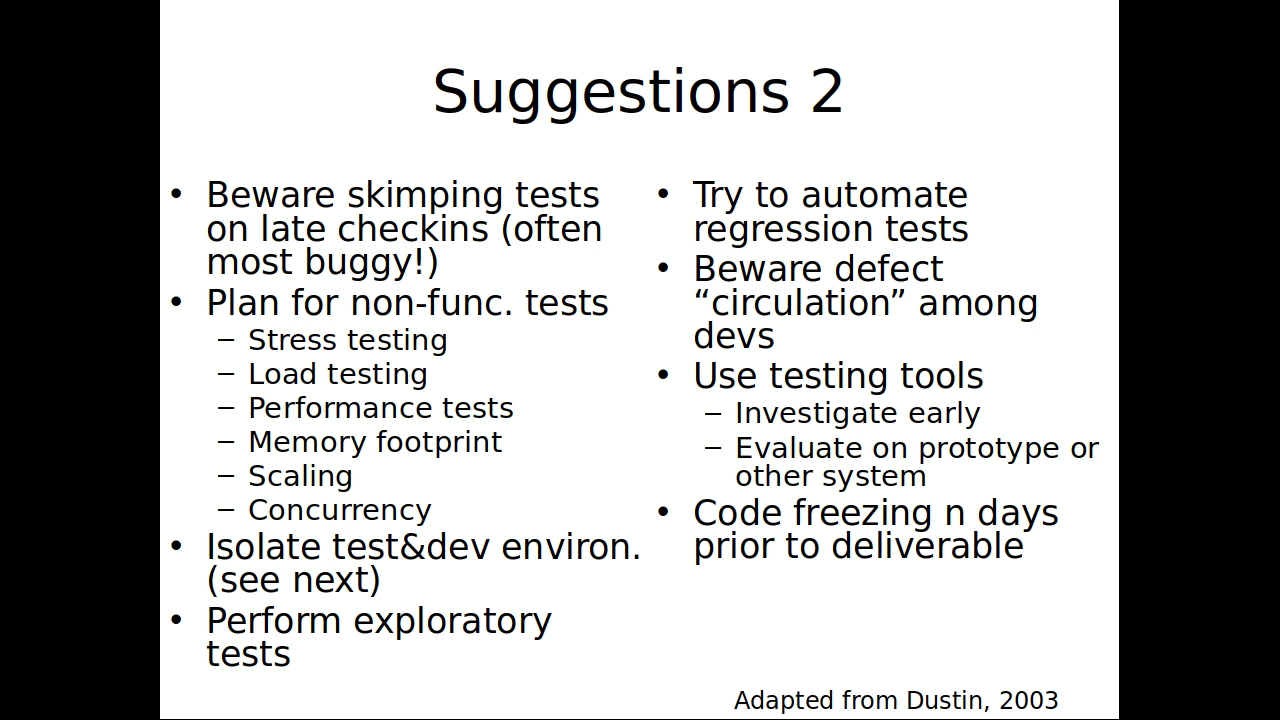 Suggestions 2
• Beware skimping tests
on late checkins (often
most buggy!)
• Plan for non-func. tests
– Stress testing
– Load testing
– Performance tests
– Memory footprint
– Scaling
– Concurrency
• Isolate test&dev environ.
(see next)
• Perform exploratory
tests
• Try to automate
regression tests
• Beware defect
“circulation” among
devs
• Use testing tools
– Investigate early
– Evaluate on prototype or
other system
• Code freezing n days
prior to deliverable
Adapted from Dustin, 2003